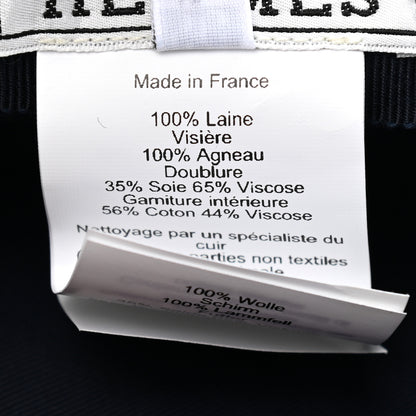 HERMES
Made in France
100% Laine
Visière
100% Agneau
Doublure
35% Soie 65% Viscose
Garniture intérieure
56% Coton 44% Viscose
Nettoyage par un spécialiste du
cuir
parties non textiles
100% Wolle
Schirm
100% Lammfell